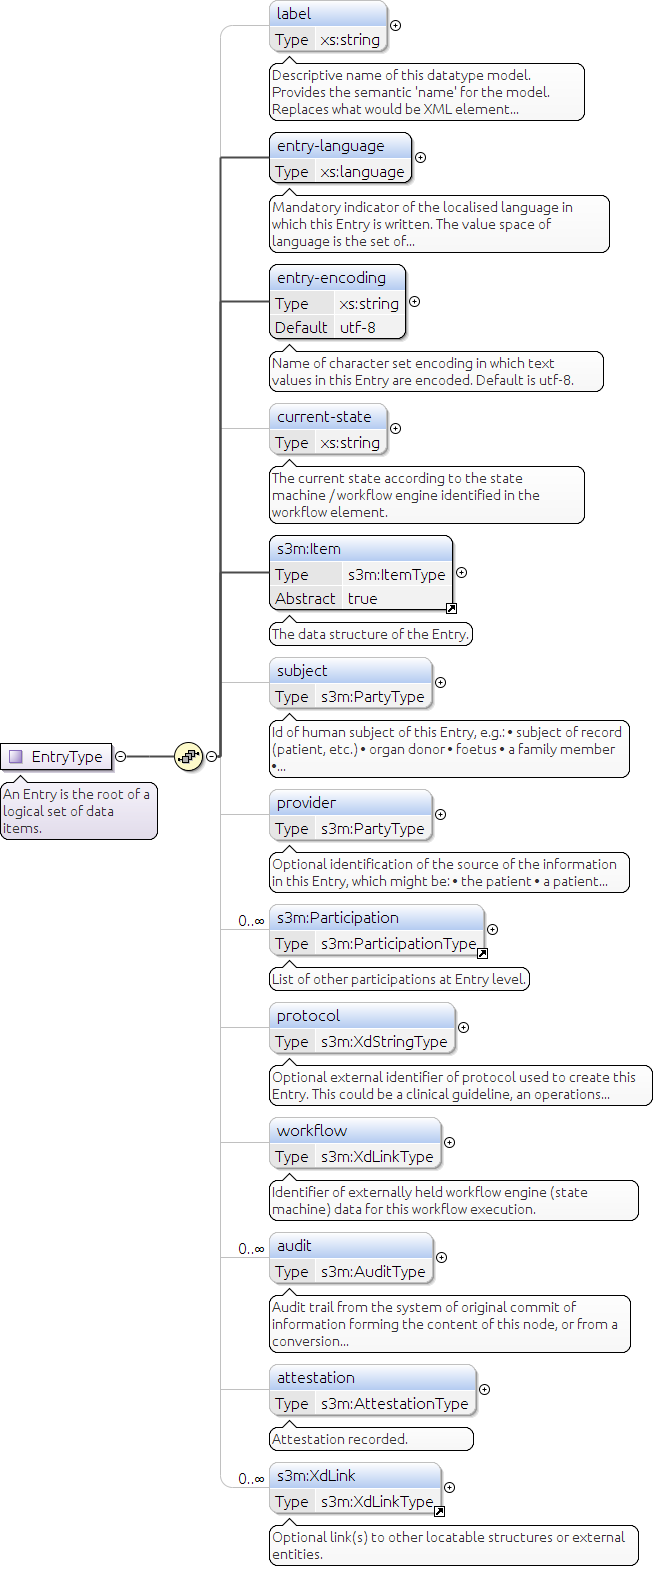 label
Type xs:string
Descriptive name of this datatype model.
Provides the semantic 'name' for the model.
Replaces what would be XML element...
entry-language
Type xs:language
Mandatory indicator of the localised language in
which this Entry is written. The value space of
language is the set of...
entry-encoding
Type xs:string
Default utf-8
Name of character set encoding in which text
values in this Entry are encoded. Default is utf-8.
current-state
Type xs:string
The current state according to the state
machine / workflow engine identified in the
workflow element.
s3m:Item
Type s3m:ItemType
Abstract true
The data structure of the Entry.
subject
Type s3m:PartyType
Id of human subject of this Entry, e.g.: • subject of record
(patient, etc.) • organ donor • foetus • a family member
•...
EntryType
An Entry is the root of a
logical set of data
items.
provider
Type s3m:PartyType
Optional identification of the source of the information
in this Entry, which might be: • the patient • a patient...
0..∞
s3m:Participation
Type s3m:ParticipationType
List of other participations at Entry level.
protocol
Type s3m:XdStringType
Optional external identifier of protocol used to create this
Entry. This could be a clinical guideline, an operations...
workflow
Type s3m:XdLinkType
Identifier of externally held workflow engine (state
machine) data for this workflow execution.
0..∞
audit
Type s3m:AuditType
Audit trail from the system of original commit of
information forming the content of this node, or from a
conversion...
attestation
Type s3m:AttestationType
Attestation recorded.
0..∞
s3m:XdLink
Type s3m:XdLinkType
Optional link(s) to other locatable structures or external
entities.